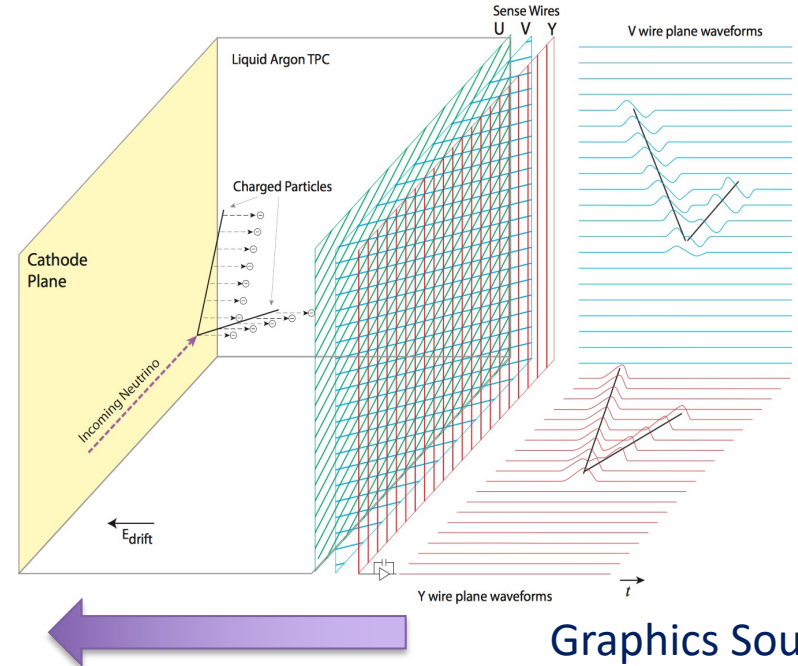 Sense Wires
U V Y
V wire plane waveforms
Liquid Argon TPC
Charged Particles
Cathode
Plane
Incoming Neutrino
Edrift
Y wire plane waveforms
t
Graphics Sou